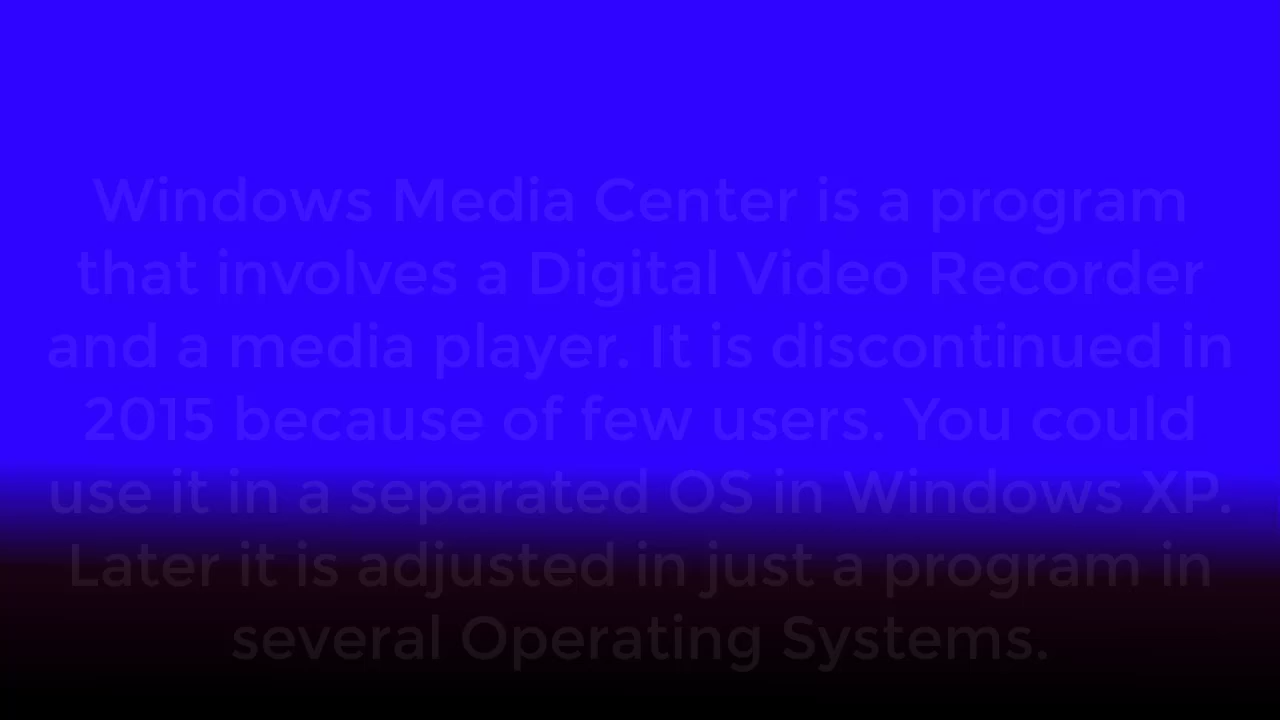 Windows Media Center is a program
that involves a Digital Video Recorder
and a media player. It is discontinued in
2015 because of few users. You could
use it in a separated OS in Windows XP.
Later it is adjusted in just a program in
several Operating Systems.